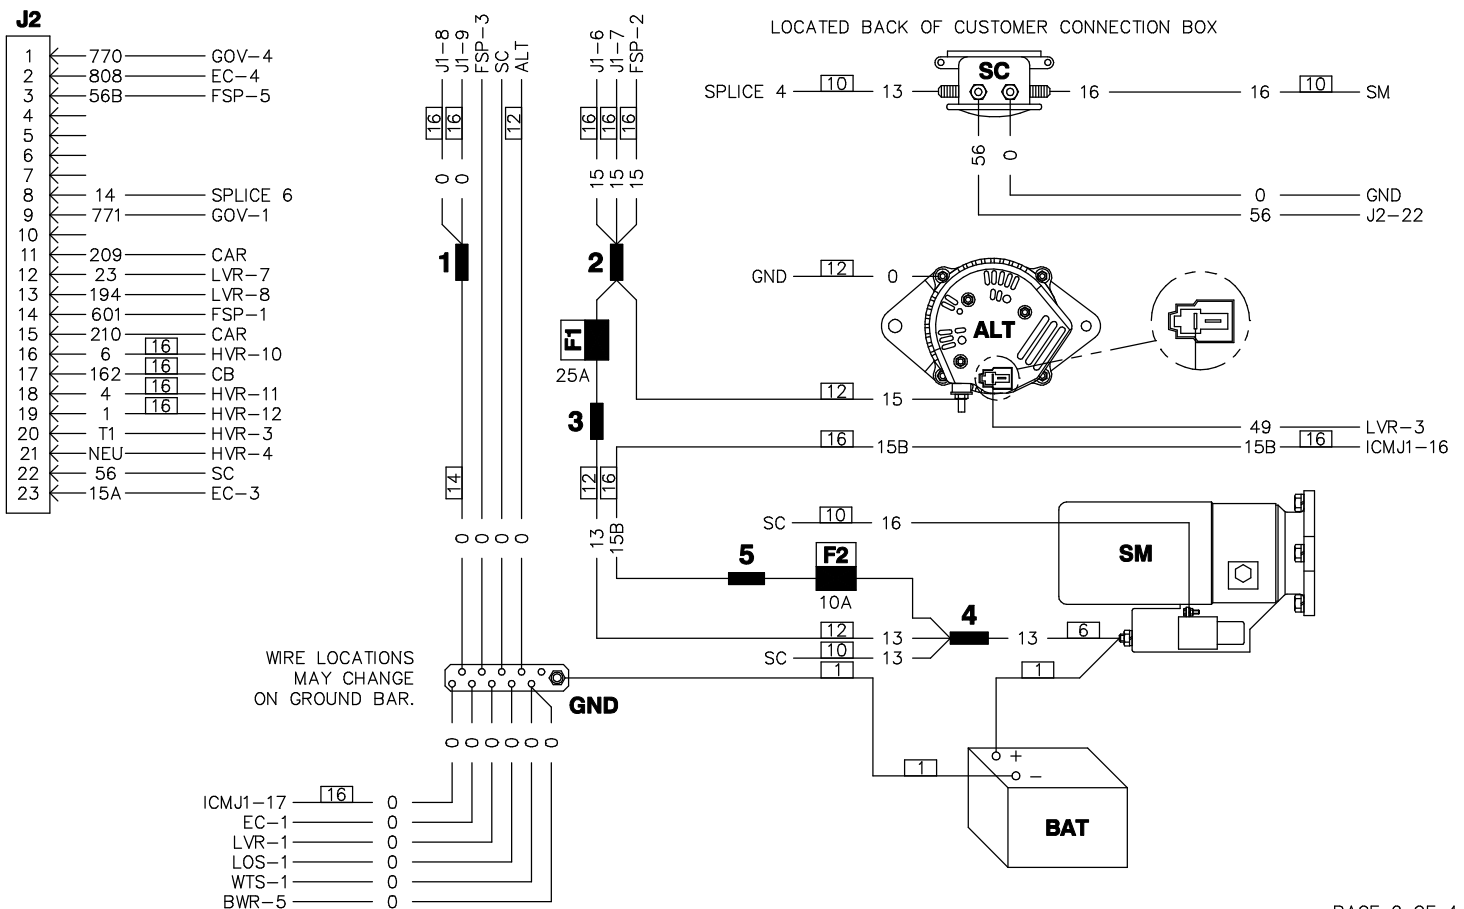 J2
1 770 GOV-4
2 808 EC-4
3 56B FSP-5
4
5
6
7
8 14 SPLICE 6
9 771 GOV-1
10
11 209 CAR
12 23 LVR-7
13 194 LVR-8
14 601 FSP-1
15 210 CAR
16 6 16 HVR-10
17 162 16 CB
18 4 16 HVR-11
19 1 16 HVR-12
20 T1 HVR-3
21 NEU HVR-4
22 56 SC
23 15A EC-3
J1-8
J1-9
FSP-3
SC
ALT
16 16 12
0 0
1
14
0 0 0 0
J1-6
J1-7
FSP-2
16 16 16
15 15 15
2
F1
25A
3
12 16
13 15B
LOCATED BACK OF CUSTOMER CONNECTION BOX
SPLICE 4 10 13 SC 16 16 10 SM
56 0
0 GND
56 J2-22
GND 12 0
ALT
12 15
49 LVR-3
16 15B 15B 16 ICMJ1-16
SC 10 16
SM
5 F2
10A
4
12 13 13 6
SC 10 13
1 1
WIRE LOCATIONS
MAY CHANGE
ON GROUND BAR.
GND
0 0 0 0 0 0
1
+
−
BAT
ICMJ1-17 16 0
EC-1 0
LVR-1 0
LOS-1 0
WTS-1 0
BWR-5 0